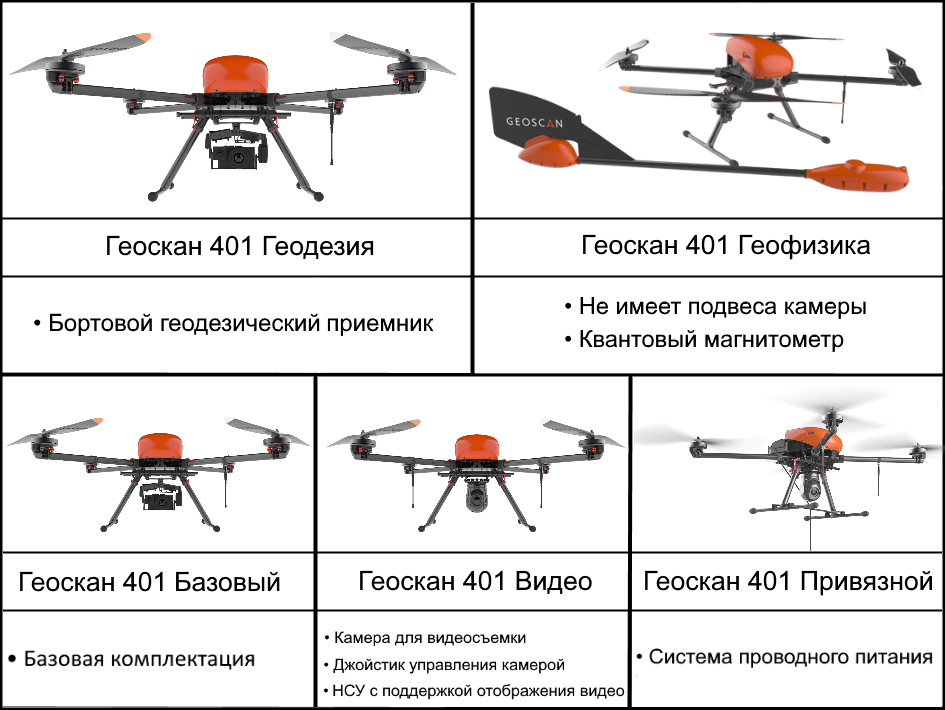 GEOSCAN
Геоскан 401 Геодезия
Геоскан 401 Геофизика
• Бортовой геодезический приемник
• Не имеет подвеса камеры
• Квантовый магнитометр
Геоскан 401 Базовый
Геоскан 401 Видео
Геоскан 401 Привязной
• Базовая комплектация
• Камера для видеосъемки
• Джойстик управления камерой
• НСУ с поддержкой отображения видео
• Система проводного питания